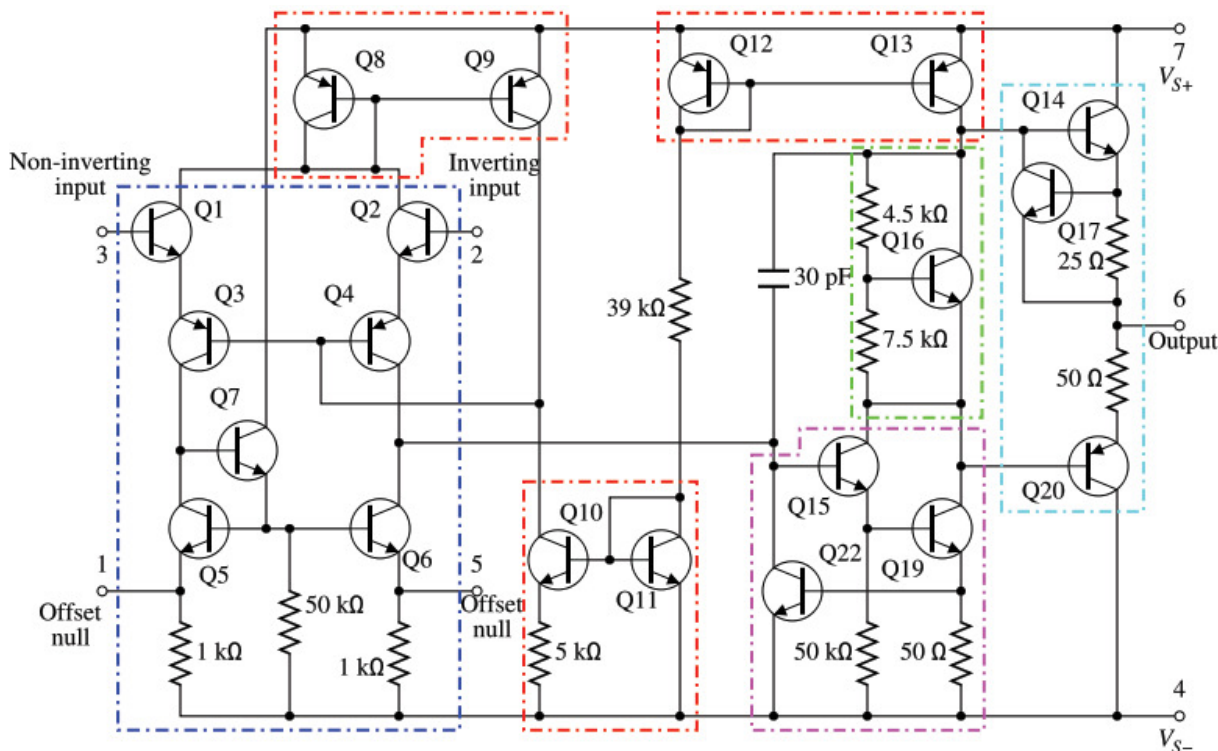 Q8
Q9
Q12
Q13
7
V_S+
Q14
Non-inverting
input
Inverting
input
Q1
Q2
3
2
4.5 kΩ
Q16
Q17
25 Ω
Q3
Q4
30 pF
39 kΩ
7.5 kΩ
6
Output
50 Ω
Q7
Q15
Q20
Q10
Q22
Q19
1
Q5
Q6
5
Q11
Offset
null
50 kΩ
Offset
null
1 kΩ
1 kΩ
5 kΩ
50 kΩ
50 Ω
4
V_S−